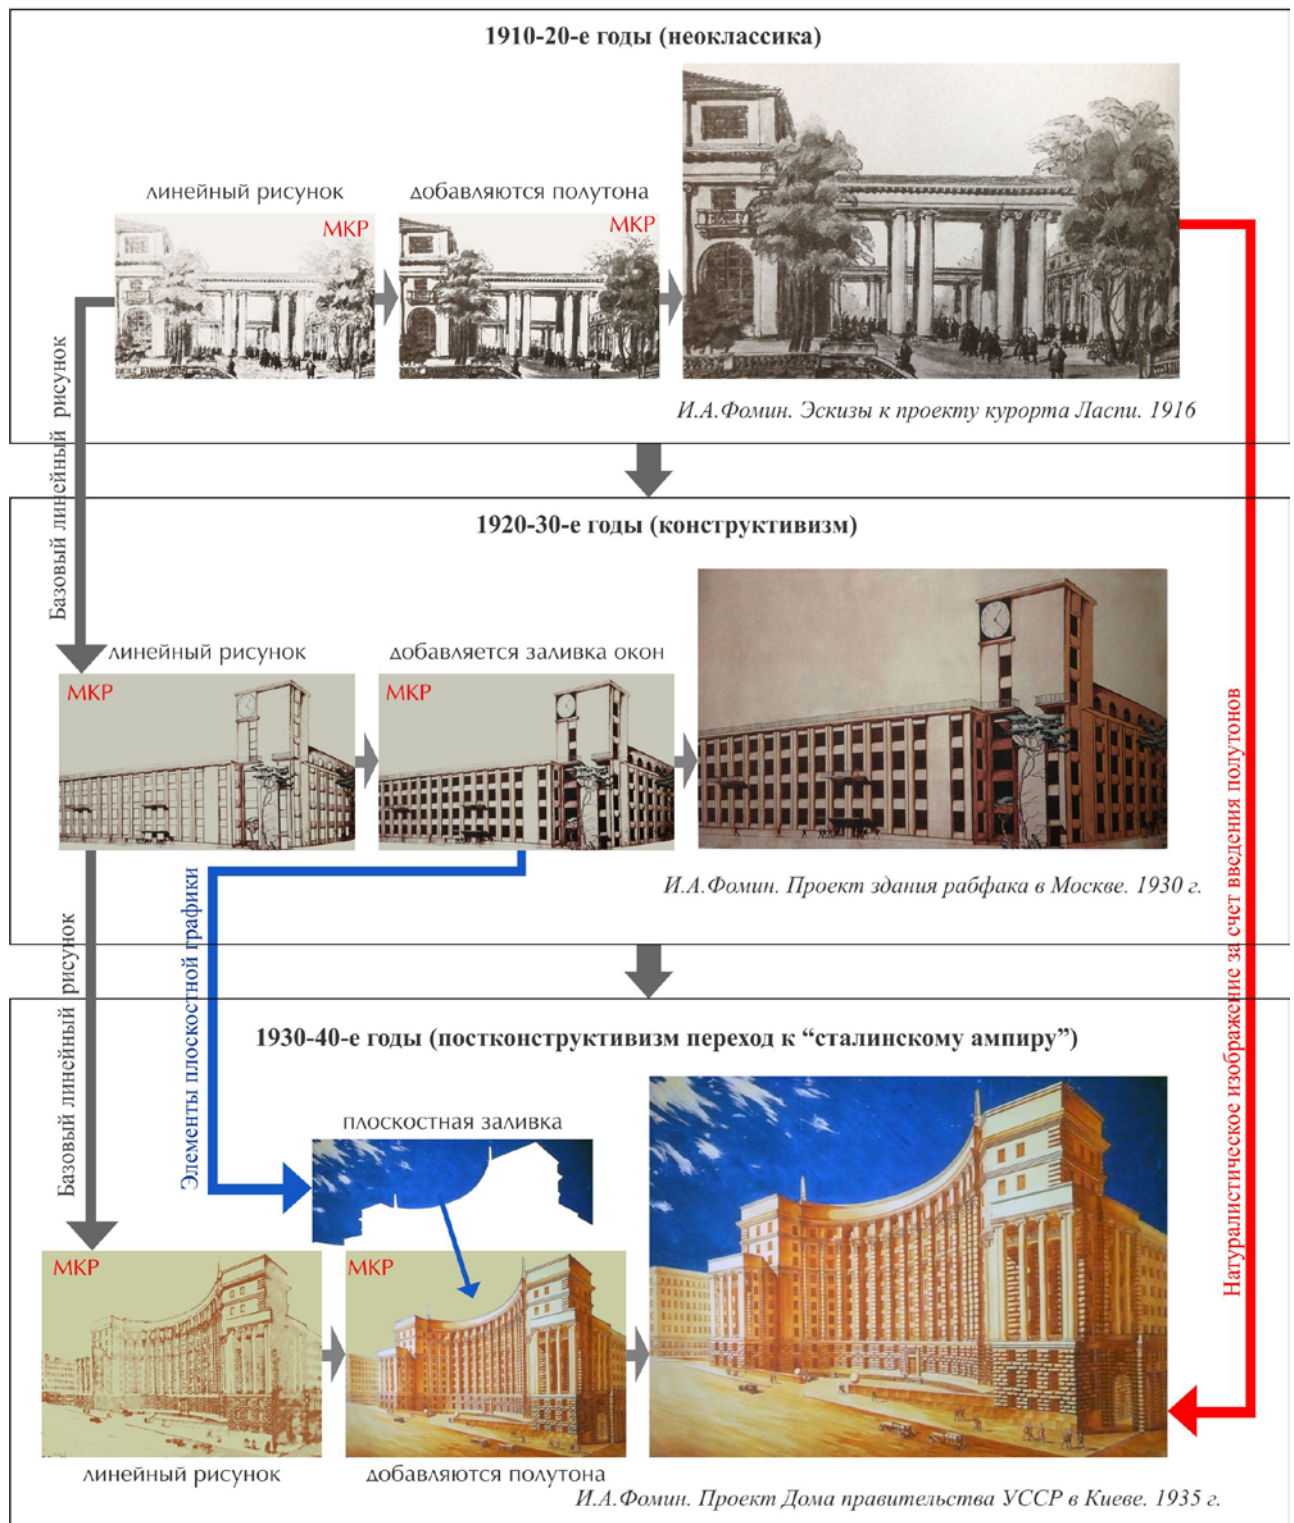 1910-20-е годы (неоклассика)
линейный рисунок
добавляются полутона
МКР
МКР
И.А.Фомин. Эскизы к проекту курорта Ласпи. 1916
Базовый линейный рисунок
1920-30-е годы (конструктивизм)
линейный рисунок
добавляется заливка окон
МКР
МКР
И.А.Фомин. Проект здания рабфака в Москве. 1930 г.
Базовый линейный рисунок
Элементы плоскостной графики
Натуралистическое изображение за счет введения полутонов
1930-40-е годы (постконструктивизм переход к “сталинскому ампиру”)
плоскостная заливка
МКР
МКР
линейный рисунок
добавляются полутона
И.А.Фомин. Проект Дома правительства УССР в Киеве. 1935 г.